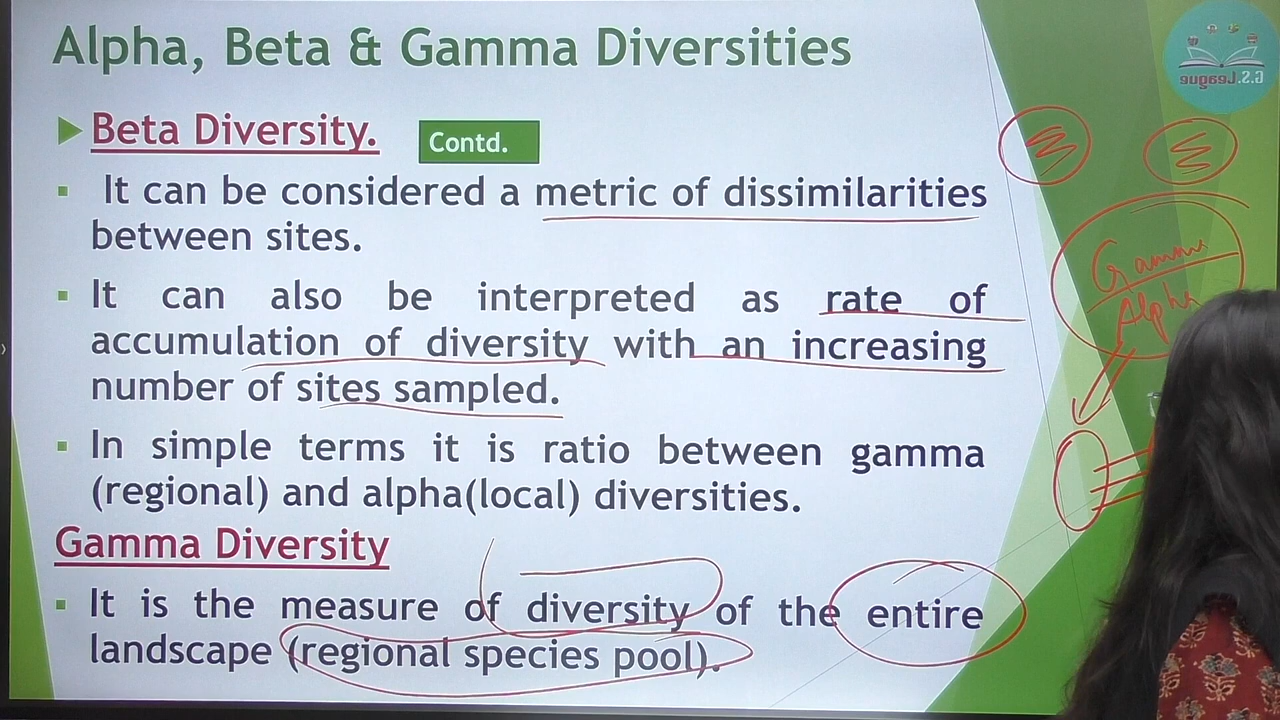 Alpha, Beta & Gamma Diversities
G.S.League
Beta Diversity.
Contd.
It can be considered a metric of dissimilarities
between sites.
It can also be interpreted as rate of
accumulation of diversity with an increasing
number of sites sampled.
In simple terms it is ratio between gamma
(regional) and alpha(local) diversities.
Gamma Diversity
It is the measure of diversity of the entire
landscape (regional species pool).
Gamma
Alpha